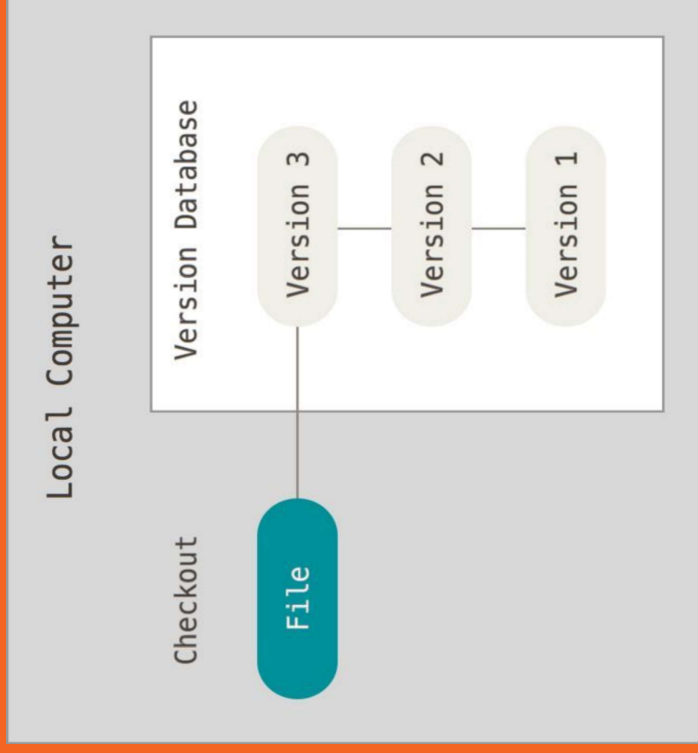 Local Computer
Checkout
Version Database
File
Version 3
Version 2
Version 1